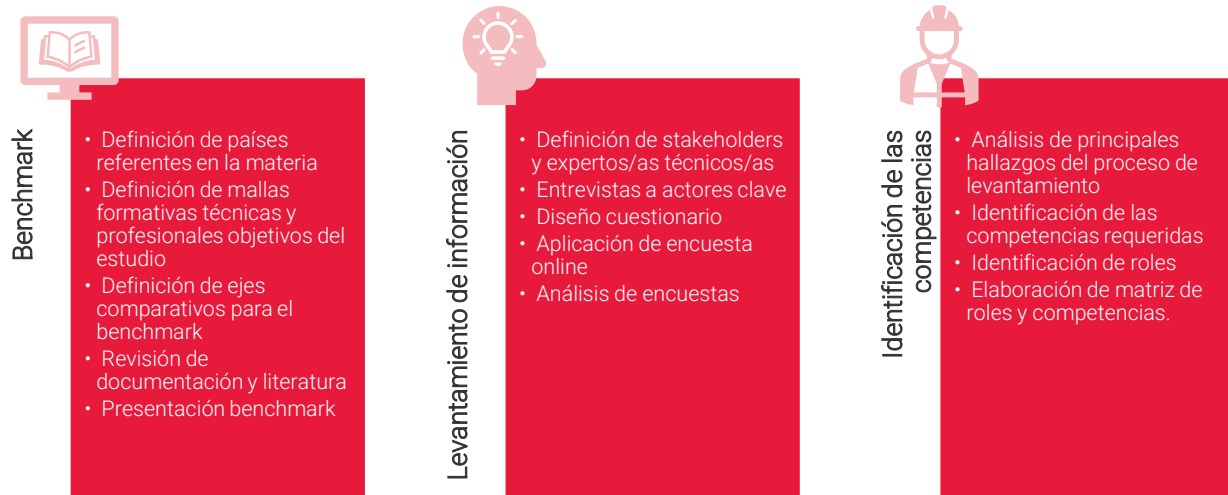 Benchmark
• Definición de países
referentes en la materia
• Definición de mallas
formativas técnicas y
profesionales objetivos del
estudio
• Definición de ejes
comparativos para el
benchmark
• Revisión de
documentación y literatura
• Presentación benchmark
Levantamiento de información
• Definición de stakeholders
y expertos/as técnicos/as
• Entrevistas a actores clave
• Diseño cuestionario
• Aplicación de encuesta
online
• Análisis de encuestas
Identificación de las
competencias
• Análisis de principales
hallazgos del proceso de
levantamiento
• Identificación de las
competencias requeridas
• Identificación de roles
• Elaboración de matriz de
roles y competencias.